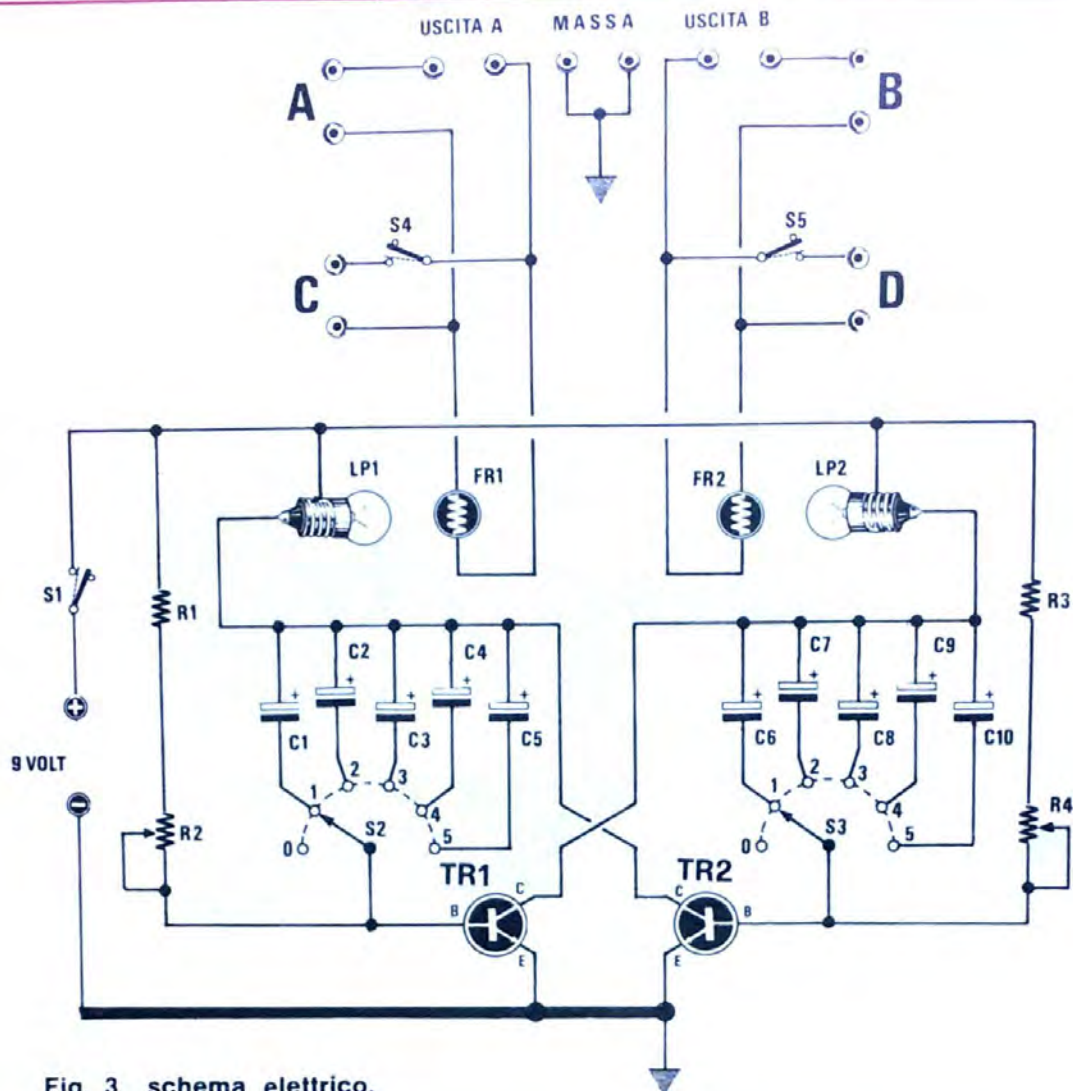 USCITA A MASSA USCITA B
A B
S4 S5
C D
LP1 FR1 FR2 LP2
S1 R1 R3
C2 C4 C7 C9
+ + + + + + + + + +
C1 C3 C5 C6 C8 C10
+
9 VOLT
-
2 3 2 3
1 4 1 4
R2 0 S2 5 0 S3 5 R4
TR1 TR2
C C
B B
E E
Fig. 3 schema elettrico.